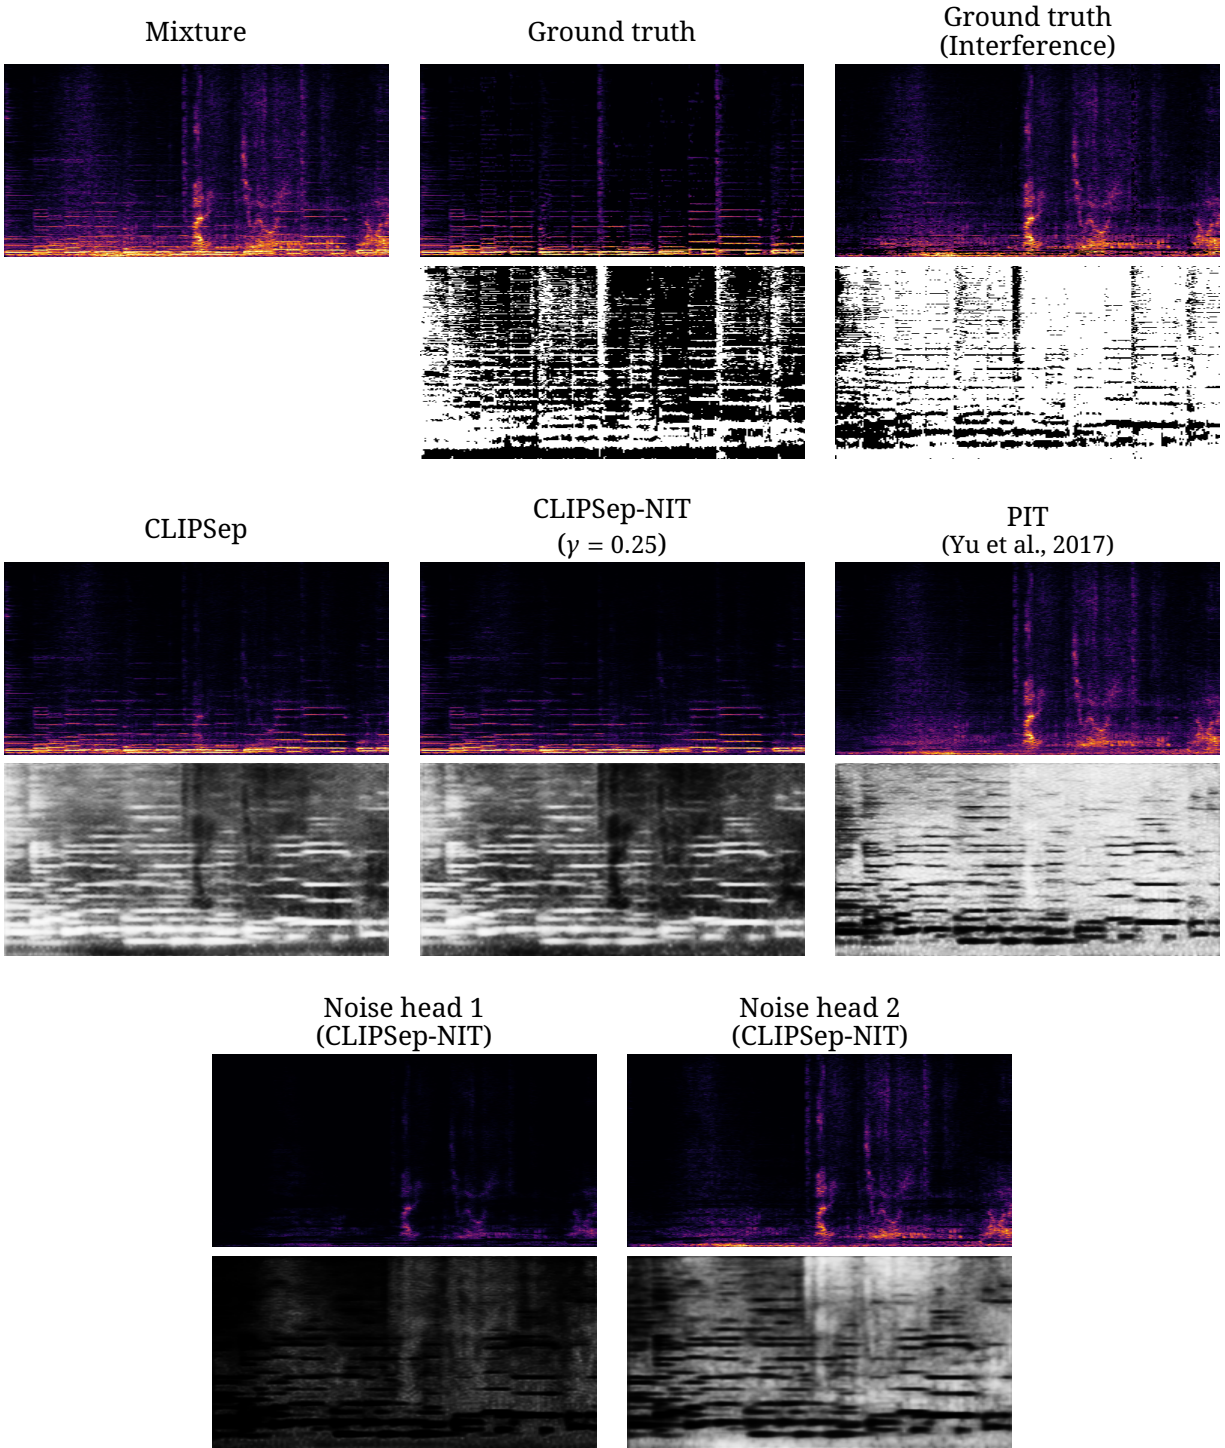 Mixture
Ground truth
Ground truth
(Interference)
CLIPSep
CLIPSep-NIT
(γ = 0.25)
PIT
(Yu et al., 2017)
Noise head 1
(CLIPSep-NIT)
Noise head 2
(CLIPSep-NIT)